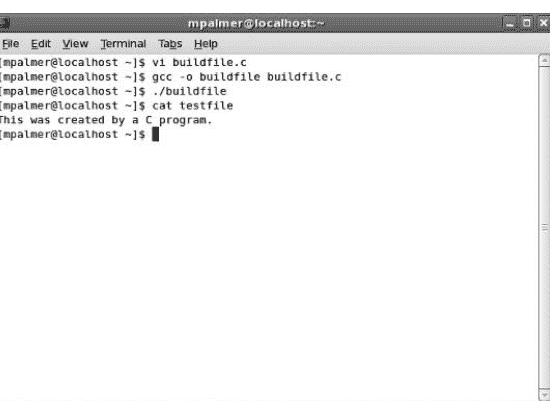 mpalmer@localhost:~
File Edit View Terminal Tabs Help
[mpalmer@localhost ~]$ vi buildfile.c
[mpalmer@localhost ~]$ gcc -o buildfile buildfile.c
[mpalmer@localhost ~]$ ./buildfile
[mpalmer@localhost ~]$ cat testfile
This was created by a C program.
[mpalmer@localhost ~]$